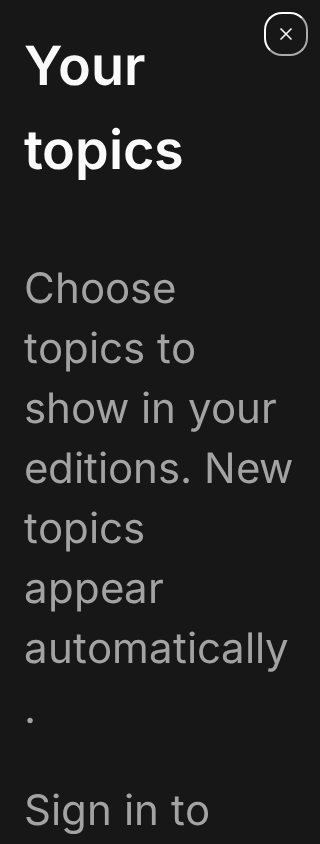 Your
topics
Choose
topics to
show in your
editions. New
topics
appear
automatically
.
Sign in to